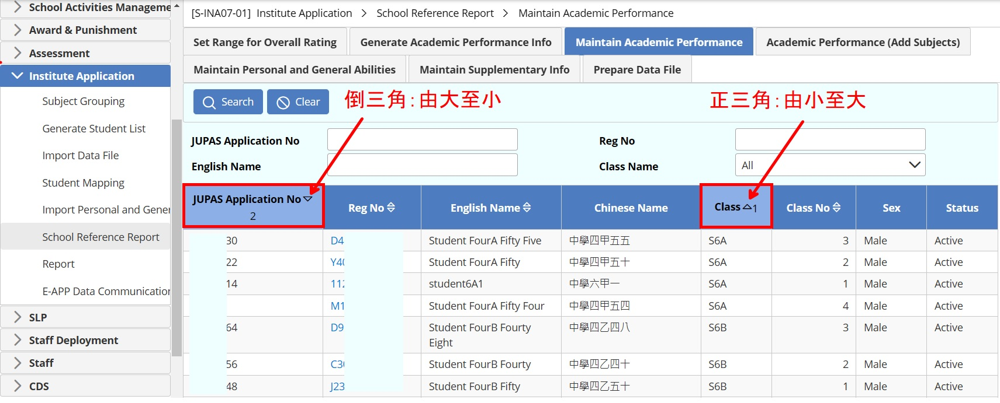 School Activities Manageme
Award & Punishment
Assessment
Institute Application
Subject Grouping
Generate Student List
Import Data File
Student Mapping
Import Personal and Gener
School Reference Report
Report
E-APP Data Communication
SLP
Staff Deployment
Staff
CDS
[S-INA07-01] Institute Application > School Reference Report > Maintain Academic Performance
Set Range for Overall Rating Generate Academic Performance Info Maintain Academic Performance Academic Performance (Add Subjects)
Maintain Personal and General Abilities Maintain Supplementary Info Prepare Data File
Search Clear 倒三角:由大至小 正三角:由小至大
JUPAS Application No Reg No
English Name Class Name All
JUPAS Application No ▽ 2 Reg No English Name Chinese Name Class △1 Class No Sex Status
30 D4 Student FourA Fifty Five 中學四甲五五 S6A 3 Male Active
22 Y40 Student FourA Fifty 中學四甲五十 S6A 2 Male Active
14 112 student6A1 中學六甲一 S6A 1 Male Active
M1 Student FourA Fifty Four 中學四甲五四 S6A 4 Male Active
64 D9 Student FourB Fourty 中學四乙四八 S6B 3 Male Active
Eight
56 C30 Student FourB Fourty 中學四乙四十 S6B 2 Male Active
48 J23 Student FourB Fifty 中學四乙五十 S6B 1 Male Active